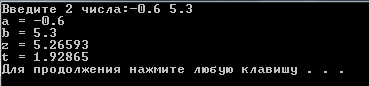 Введите 2 числа:-0.6 5.3
a = -0.6
b = 5.3
z = 5.26593
t = 1.92865
Для продолжения нажмите любую клавишу . . .